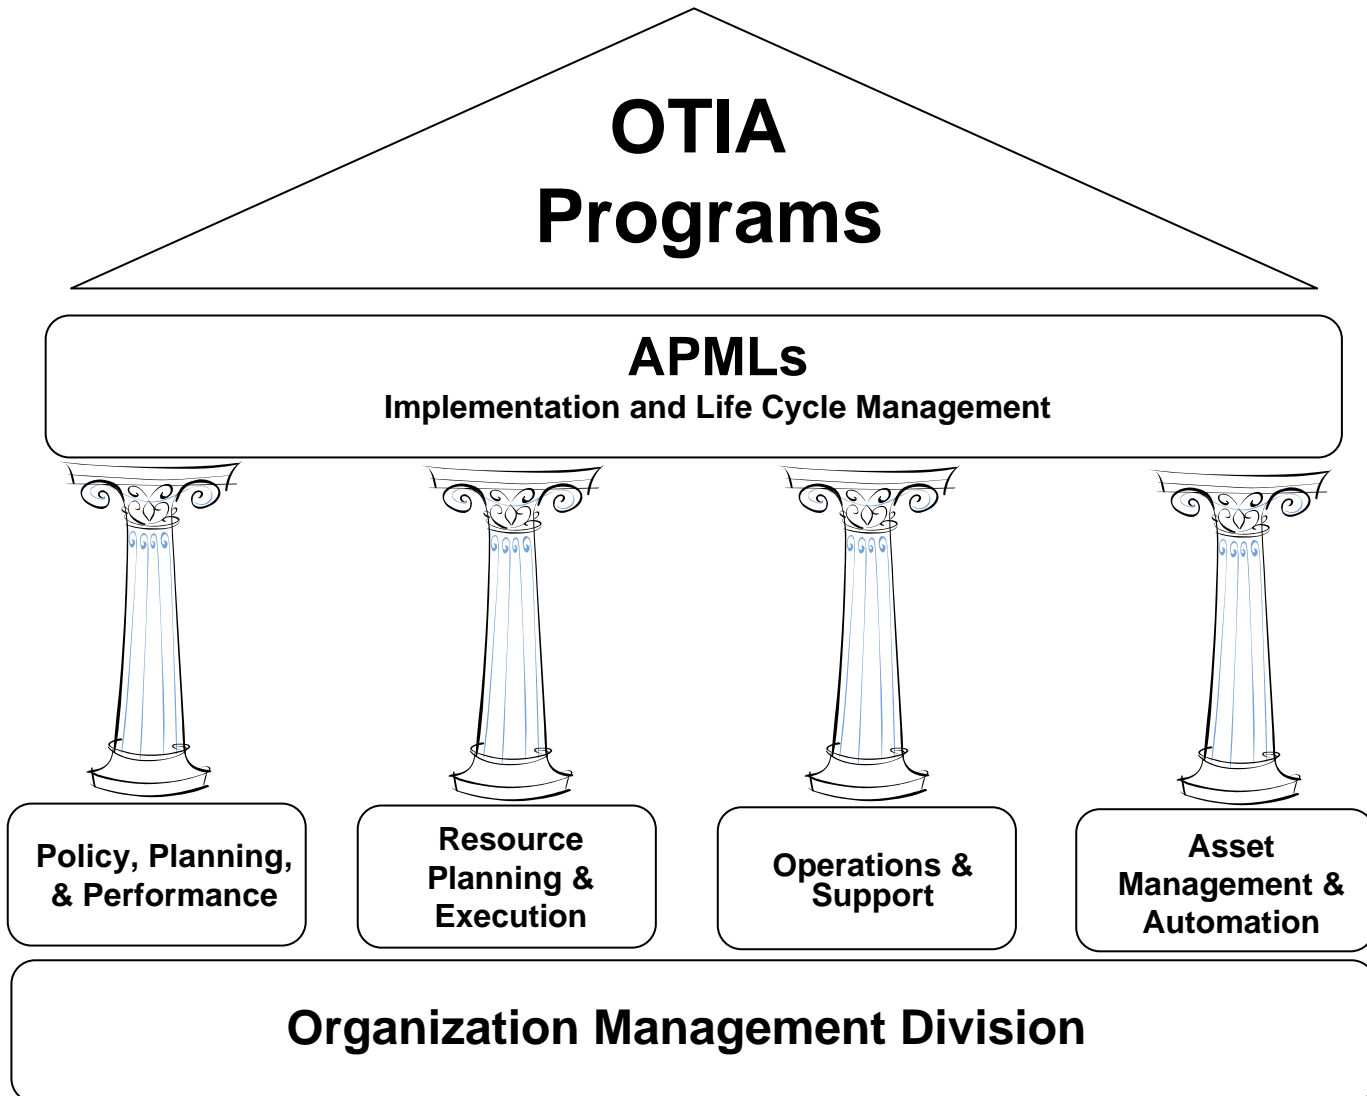 OTIA
Programs
APMLs
Implementation and Life Cycle Management
Policy, Planning,
& Performance
Resource
Planning &
Execution
Operations &
Support
Asset
Management &
Automation
Organization Management Division